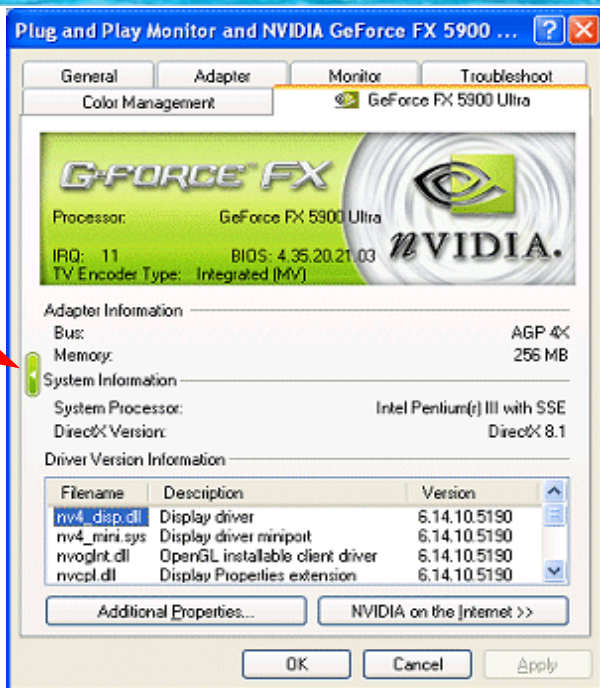 Plug and Play Monitor and NVIDIA GeForce FX 5900 ...
General Adapter Monitor Troubleshoot
Color Management GeForce FX 5900 Ultra
GEFORCE FX
Processor: GeForce FX 5900 Ultra
IRQ: 11 BIOS: 4.35.20.21.03
TV Encoder Type: Integrated (MV)
nVIDIA.
Adapter Information
Bus: AGP 4X
Memory: 256 MB
System Information
System Processor: Intel Pentium(r) III with SSE
DirectX Version: DirectX 8.1
Driver Version Information
Filename Description Version
nv4_disp.dll Display driver 6.14.10.5190
nv4_mini.sys Display driver miniport 6.14.10.5190
nvoglnt.dll OpenGL installable client driver 6.14.10.5190
nvcpl.dll Display Properties extension 6.14.10.5190
Additional Properties... NVIDIA on the Internet >>
OK Cancel Apply